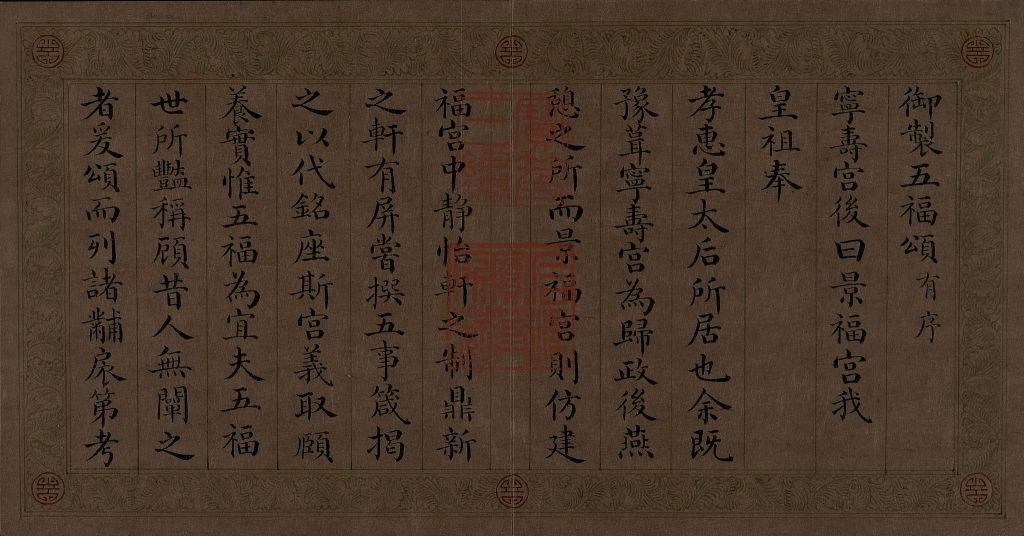 御製五福頌有序
寧壽宮後曰景福宮我
皇祖奉
孝惠皇太后所居也余既
豫葺寧壽宮為歸政後燕
憩之所而景福宮則仿建
福宮中靜怡軒之制鼎新
之軒有屏嘗撰五事箴揭
之以代銘座斯宮義取頤
養實惟五福為宜夫五福
世所豔稱顧昔人無闡之
者爰頌而列諸黼扆第考